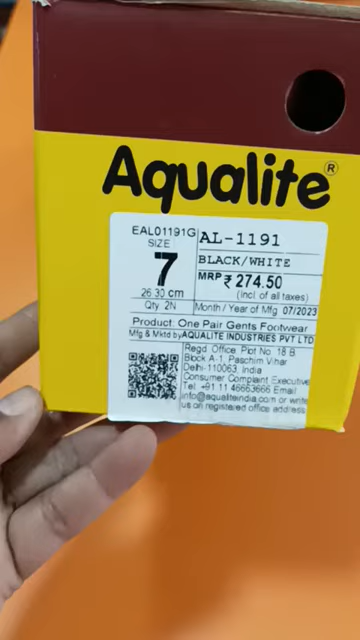 Aqualite®
EAL01191G
SIZE
7
26.30 cm
Qty. 2N
AL-1191
BLACK/WHITE
MRP ₹ 274.50
(incl. of all taxes)
Month / Year of Mfg 07/2023
Product: One Pair Gents Footwear
Mfg & Mktd by AQUALITE INDUSTRIES PVT LTD
Regd. Office. Plot No. 18 B,
Block A-1, Paschim Vihar
Delhi-110063, India
Consumer Complaint Executive
Tel. +91 11 46663666 Email
info@aqualiteindia.com or write
us on registered office address